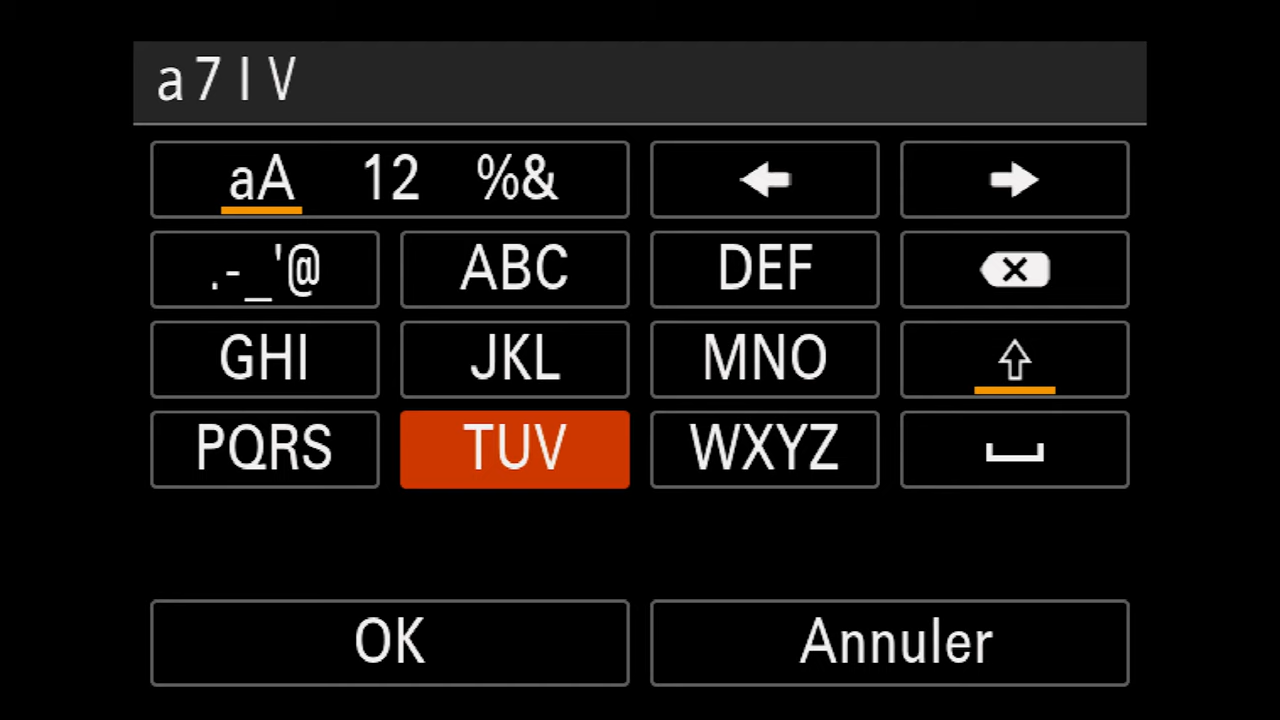 a7IV
aA 12 %&
.-_'@ ABC DEF
GHI JKL MNO
PQRS TUV WXYZ
OK Annuler